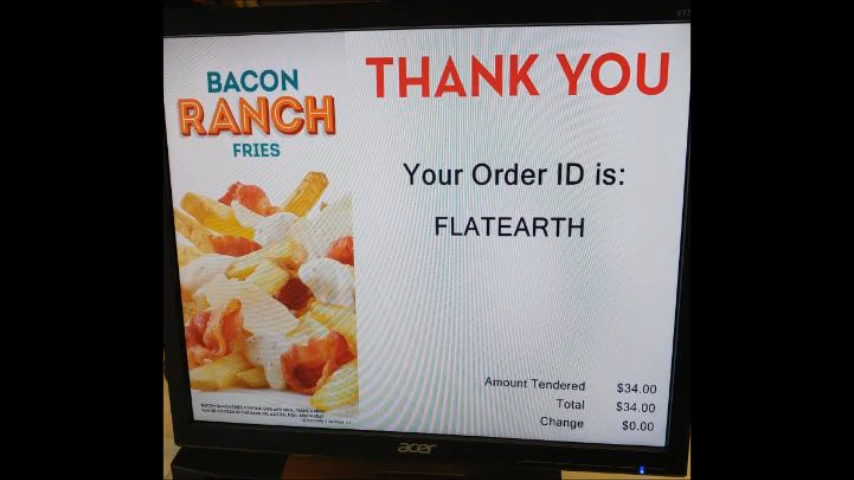 BACON
RANCH
FRIES
THANK YOU
Your Order ID is:
FLATEARTH
Amount Tendered $34.00
Total $34.00
Change $0.00
acer